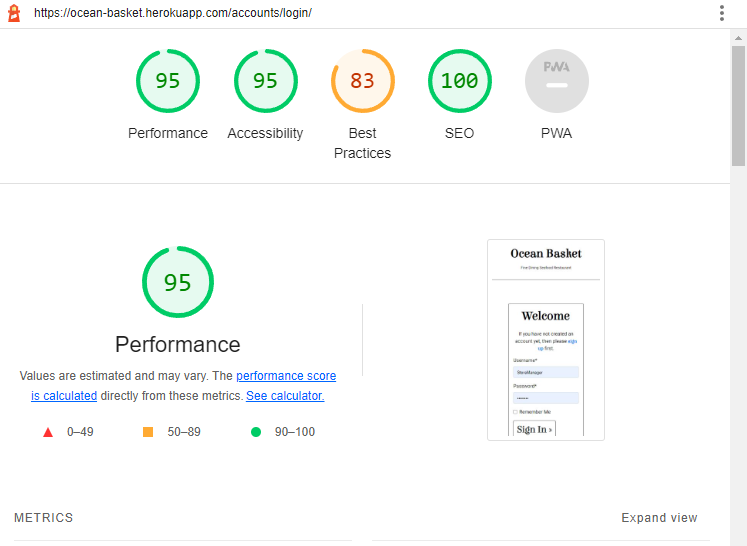 https://ocean-basket.herokuapp.com/accounts/login/
95
95
83
100
PWA
Performance
Accessibility
Best
Practices
SEO
PWA
95
Performance
Values are estimated and may vary. The performance score
is calculated directly from these metrics. See calculator.
0–49
50–89
90–100
Ocean Basket
Fine Dining Seafood Restaurant
Welcome
If you have not created an
account yet, then please sign
up first.
Username*
Password*
Remember Me
Sign In ›
METRICS
Expand view